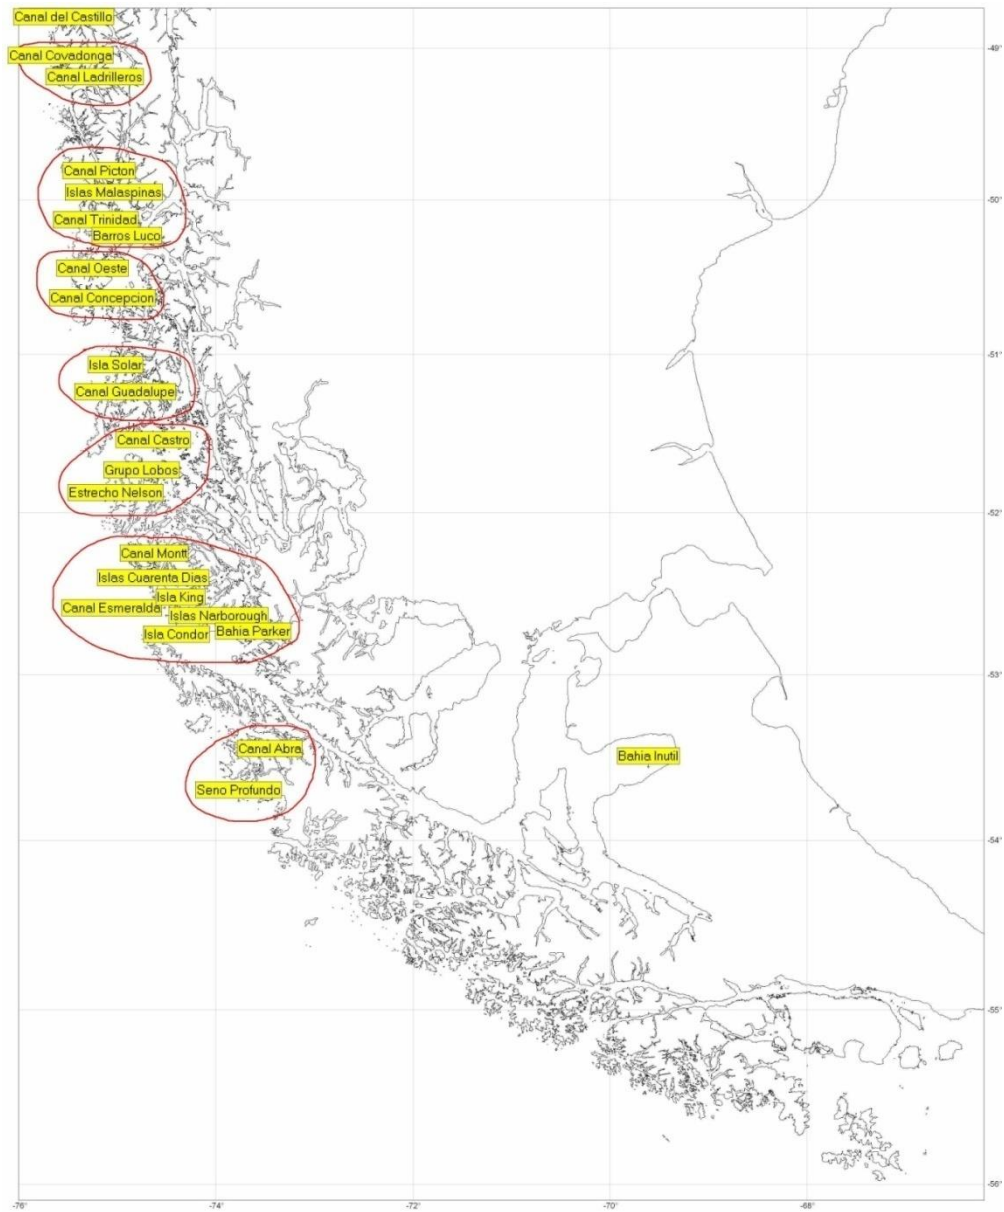 Canal del Castillo
Canal Covadonga
Canal Ladrilleros
Canal Picton
Islas Malaspinas
Canal Trinidad
Barros Luco
Canal Oeste
Canal Concepcion
Isla Solar
Canal Guadalupe
Canal Castro
Grupo Lobos
Estrecho Nelson
Canal Montt
Islas Cuarenta Dias
Isla King
Canal Esmeralda
Islas Narborough
Isla Condor
Bahia Parker
Canal Abra
Seno Profundo
Bahia Inutil
-49°
-50°
-51°
-52°
-53°
-54°
-55°
-56°
-76°
-74°
-72°
-70°
-68°